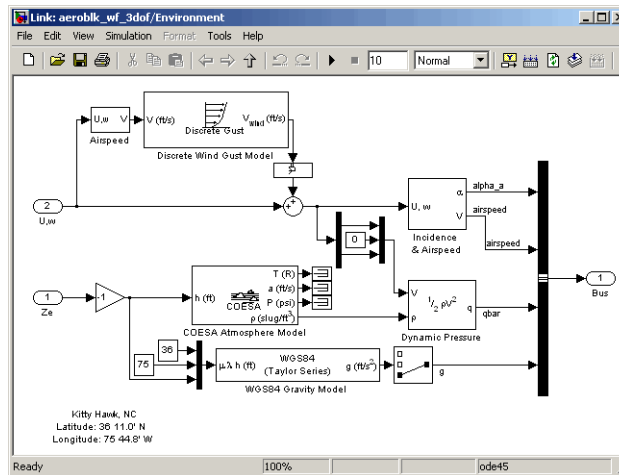 Link: aeroblk_wf_3dof/Environment
File Edit View Simulation Format Tools Help
10 Normal
U,w V
Airspeed
V (ft/s) V_wind (ft/s)
Discrete Gust
Discrete Wind Gust Model
2
U,w
+ +
0
U, w α V
Incidence
& Airspeed
alpha_a
airspeed
airspeed
1
Ze
-1
h (ft) T (R)
a (ft/s)
COESA P (psi)
ρ (slug/ft³)
COESA Atmosphere Model
V ρ ½ ρV² q
Dynamic Pressure
qbar
1
Bus
36
75
WGS84
μ λ h (ft) (Taylor Series) g (ft/s²)
WGS84 Gravity Model
g
Kitty Hawk, NC
Latitude: 36 11.0' N
Longitude: 75 44.8' W
Ready 100% ode45